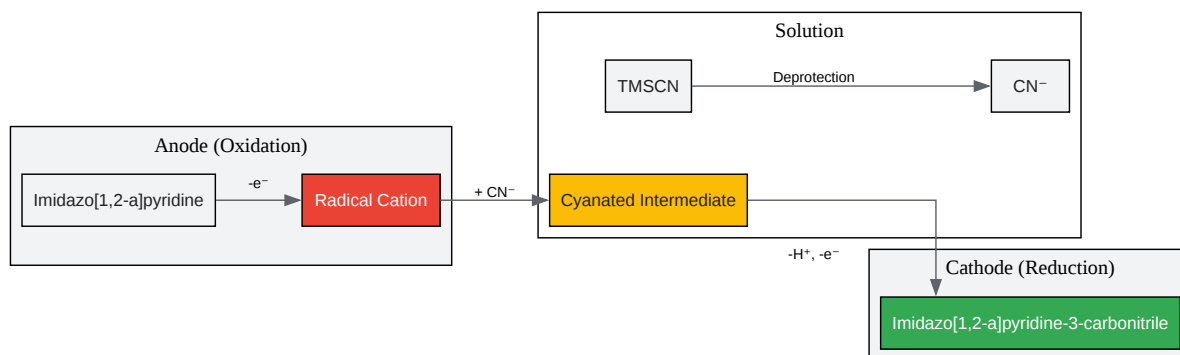 Solution
TMSCN
Deprotection
CN⁻
Anode (Oxidation)
Imidazo[1,2-a]pyridine
-e⁻
Radical Cation
+ CN⁻
Cyanated Intermediate
-H⁺, -e⁻
Cathode (Reduction)
Imidazo[1,2-a]pyridine-3-carbonitrile